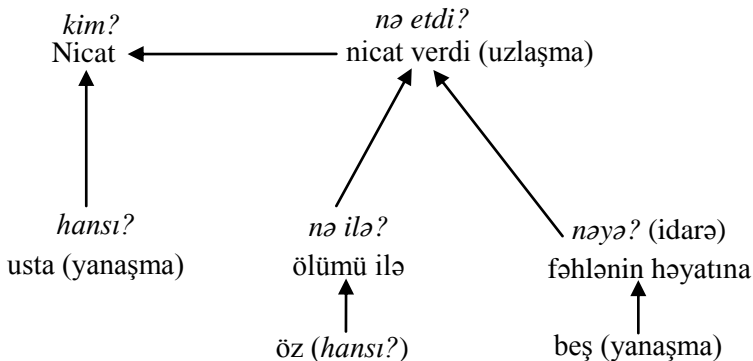 kim? nə etdi?
Nicat nicat verdi (uzlaşma)
hansı? nə ilə? nəyə? (idarə)
usta (yanaşma) ölümü ilə fəhlənin həyatına
öz (hansı?) beş (yanaşma)